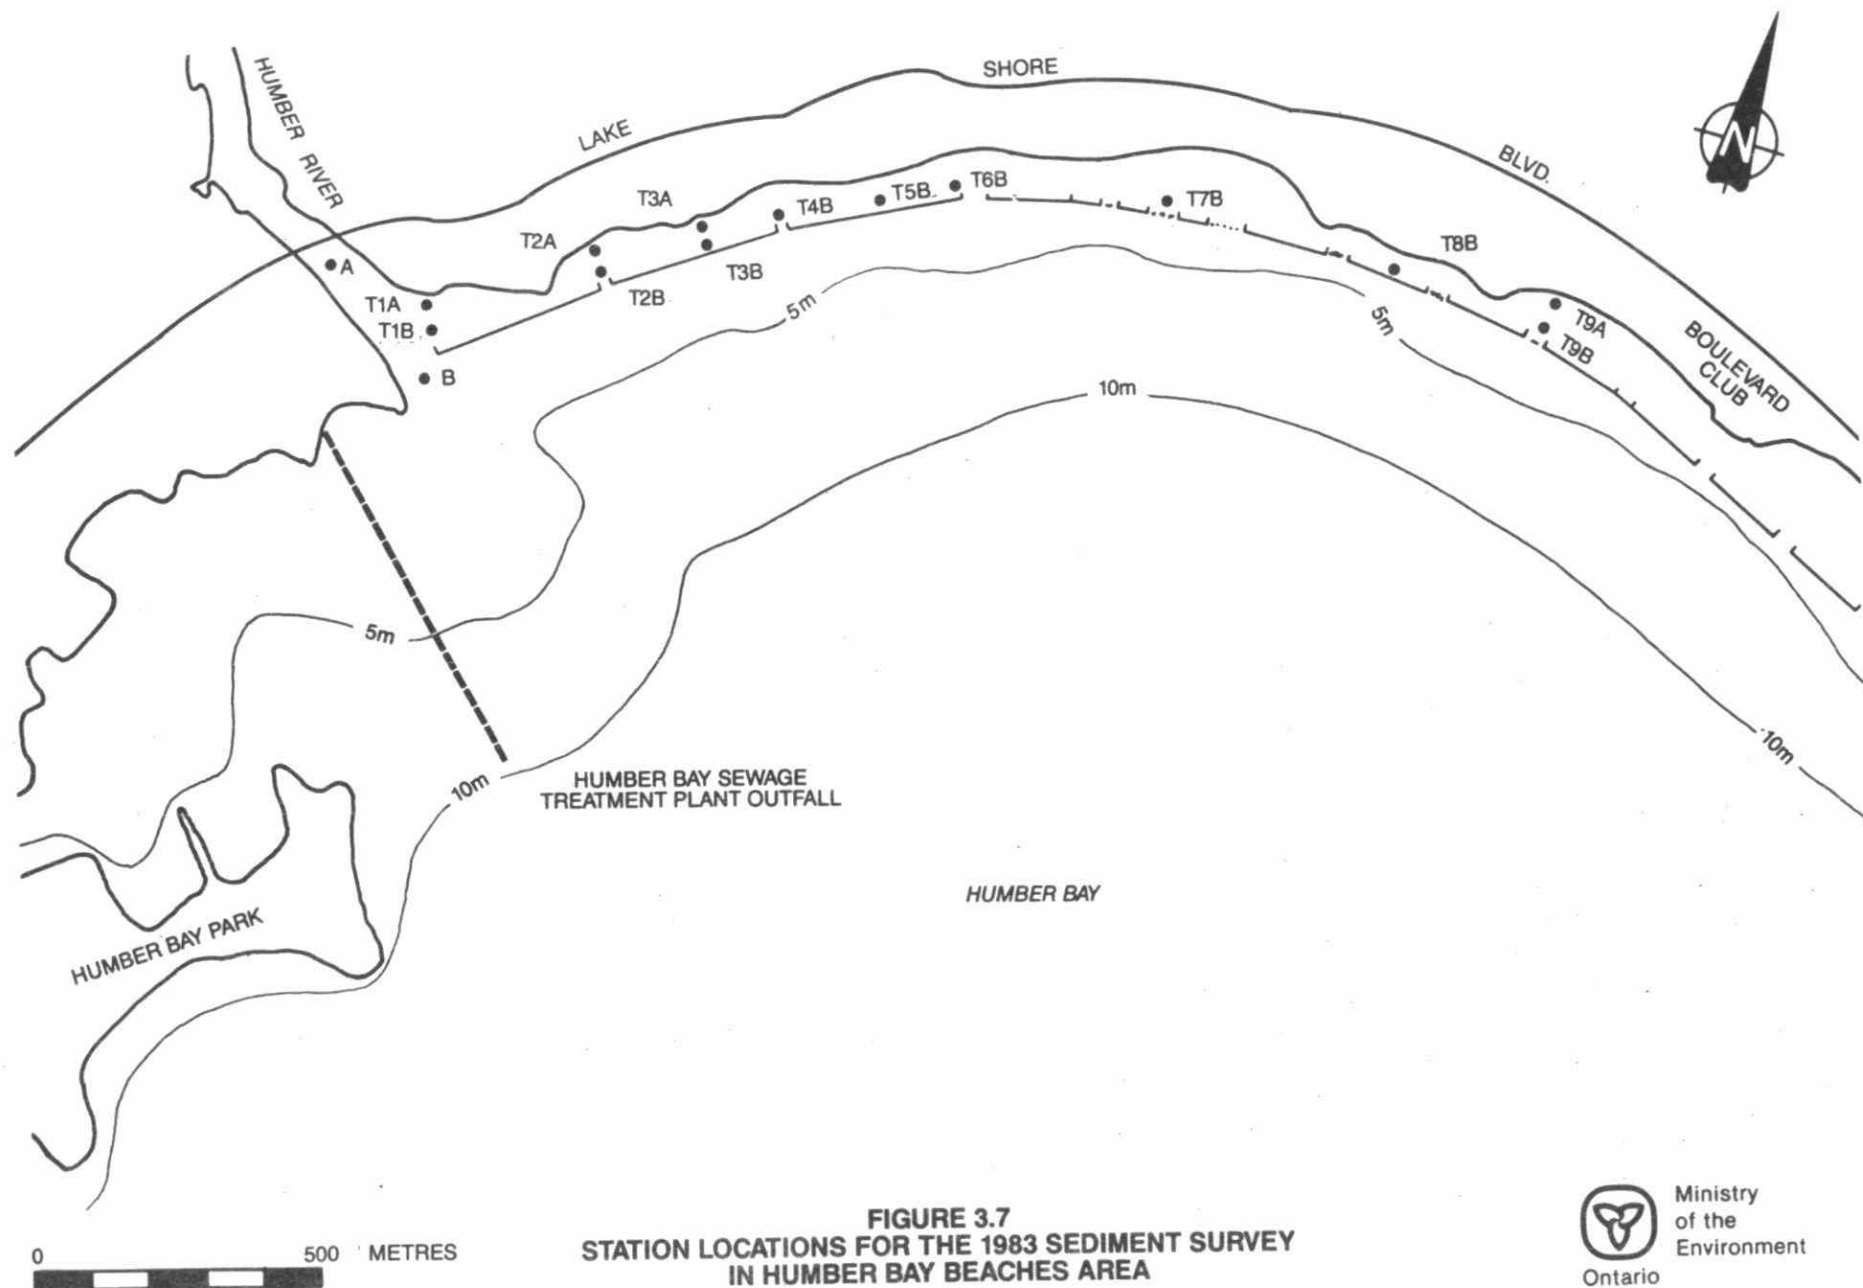 HUMBER RIVER
LAKE
SHORE
BLVD.
N
A
T1A
T1B
B
T2A
T2B
T3A
T3B
T4B
T5B
T6B
T7B
T8B
T9A
T9B
BOULEVARD
CLUB
5m
5m
10m
5m
10m
10m
HUMBER BAY SEWAGE
TREATMENT PLANT OUTFALL
HUMBER BAY
HUMBER BAY PARK
0 500 METRES
FIGURE 3.7
STATION LOCATIONS FOR THE 1983 SEDIMENT SURVEY
IN HUMBER BAY BEACHES AREA
Ministry
of the
Environment
Ontario